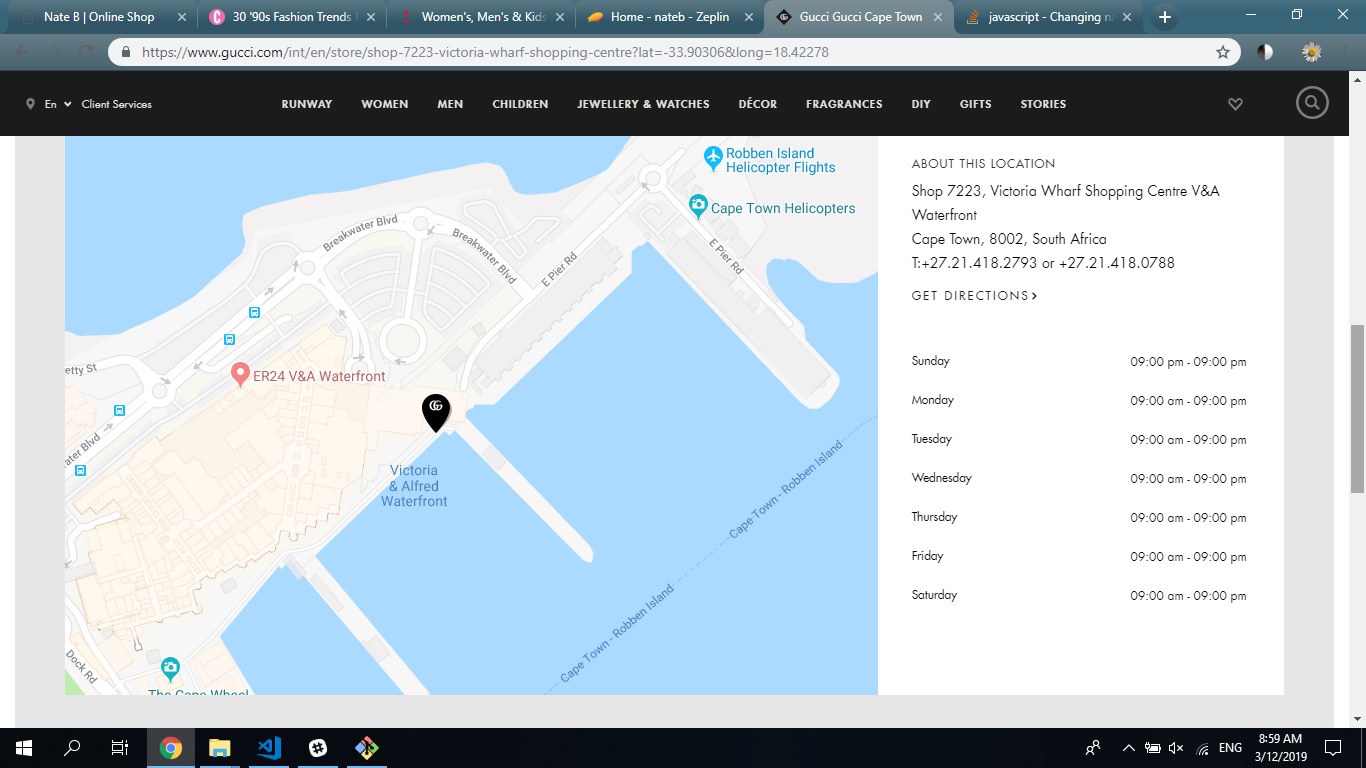 Nate B | Online Shop
30 '90s Fashion Trends
Women's, Men's & Kids
Home - nateb - Zeplin
Gucci Gucci Cape Town
javascript - Changing n
https://www.gucci.com/int/en/store/shop-7223-victoria-wharf-shopping-centre?lat=-33.90306&long=18.42278
En
Client Services
RUNWAY
WOMEN
MEN
CHILDREN
JEWELLERY & WATCHES
DÉCOR
FRAGRANCES
DIY
GIFTS
STORIES
Robben Island
Helicopter Flights
Cape Town Helicopters
Breakwater Blvd
Breakwater Blvd
E Pier Rd
E Pier Rd
etty St
ER24 V&A Waterfront
ater Blvd
Victoria
& Alfred
Waterfront
Cape Town - Robben Island
Cape Town - Robben Island
Dock Rd
The Cape Wheel
ABOUT THIS LOCATION
Shop 7223, Victoria Wharf Shopping Centre V&A
Waterfront
Cape Town, 8002, South Africa
T:+27.21.418.2793 or +27.21.418.0788
GET DIRECTIONS
Sunday 09:00 pm - 09:00 pm
Monday 09:00 am - 09:00 pm
Tuesday 09:00 am - 09:00 pm
Wednesday 09:00 am - 09:00 pm
Thursday 09:00 am - 09:00 pm
Friday 09:00 am - 09:00 pm
Saturday 09:00 am - 09:00 pm
ENG
8:59 AM
3/12/2019